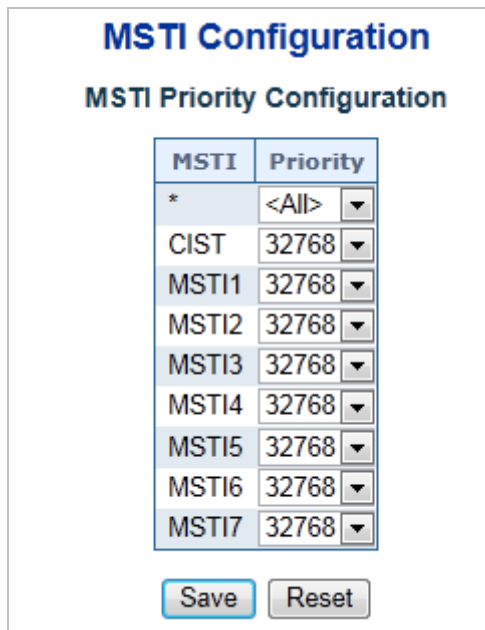 MSTI Configuration
MSTI Priority Configuration
MSTI Priority
* <All>
CIST 32768
MSTI1 32768
MSTI2 32768
MSTI3 32768
MSTI4 32768
MSTI5 32768
MSTI6 32768
MSTI7 32768
Save Reset